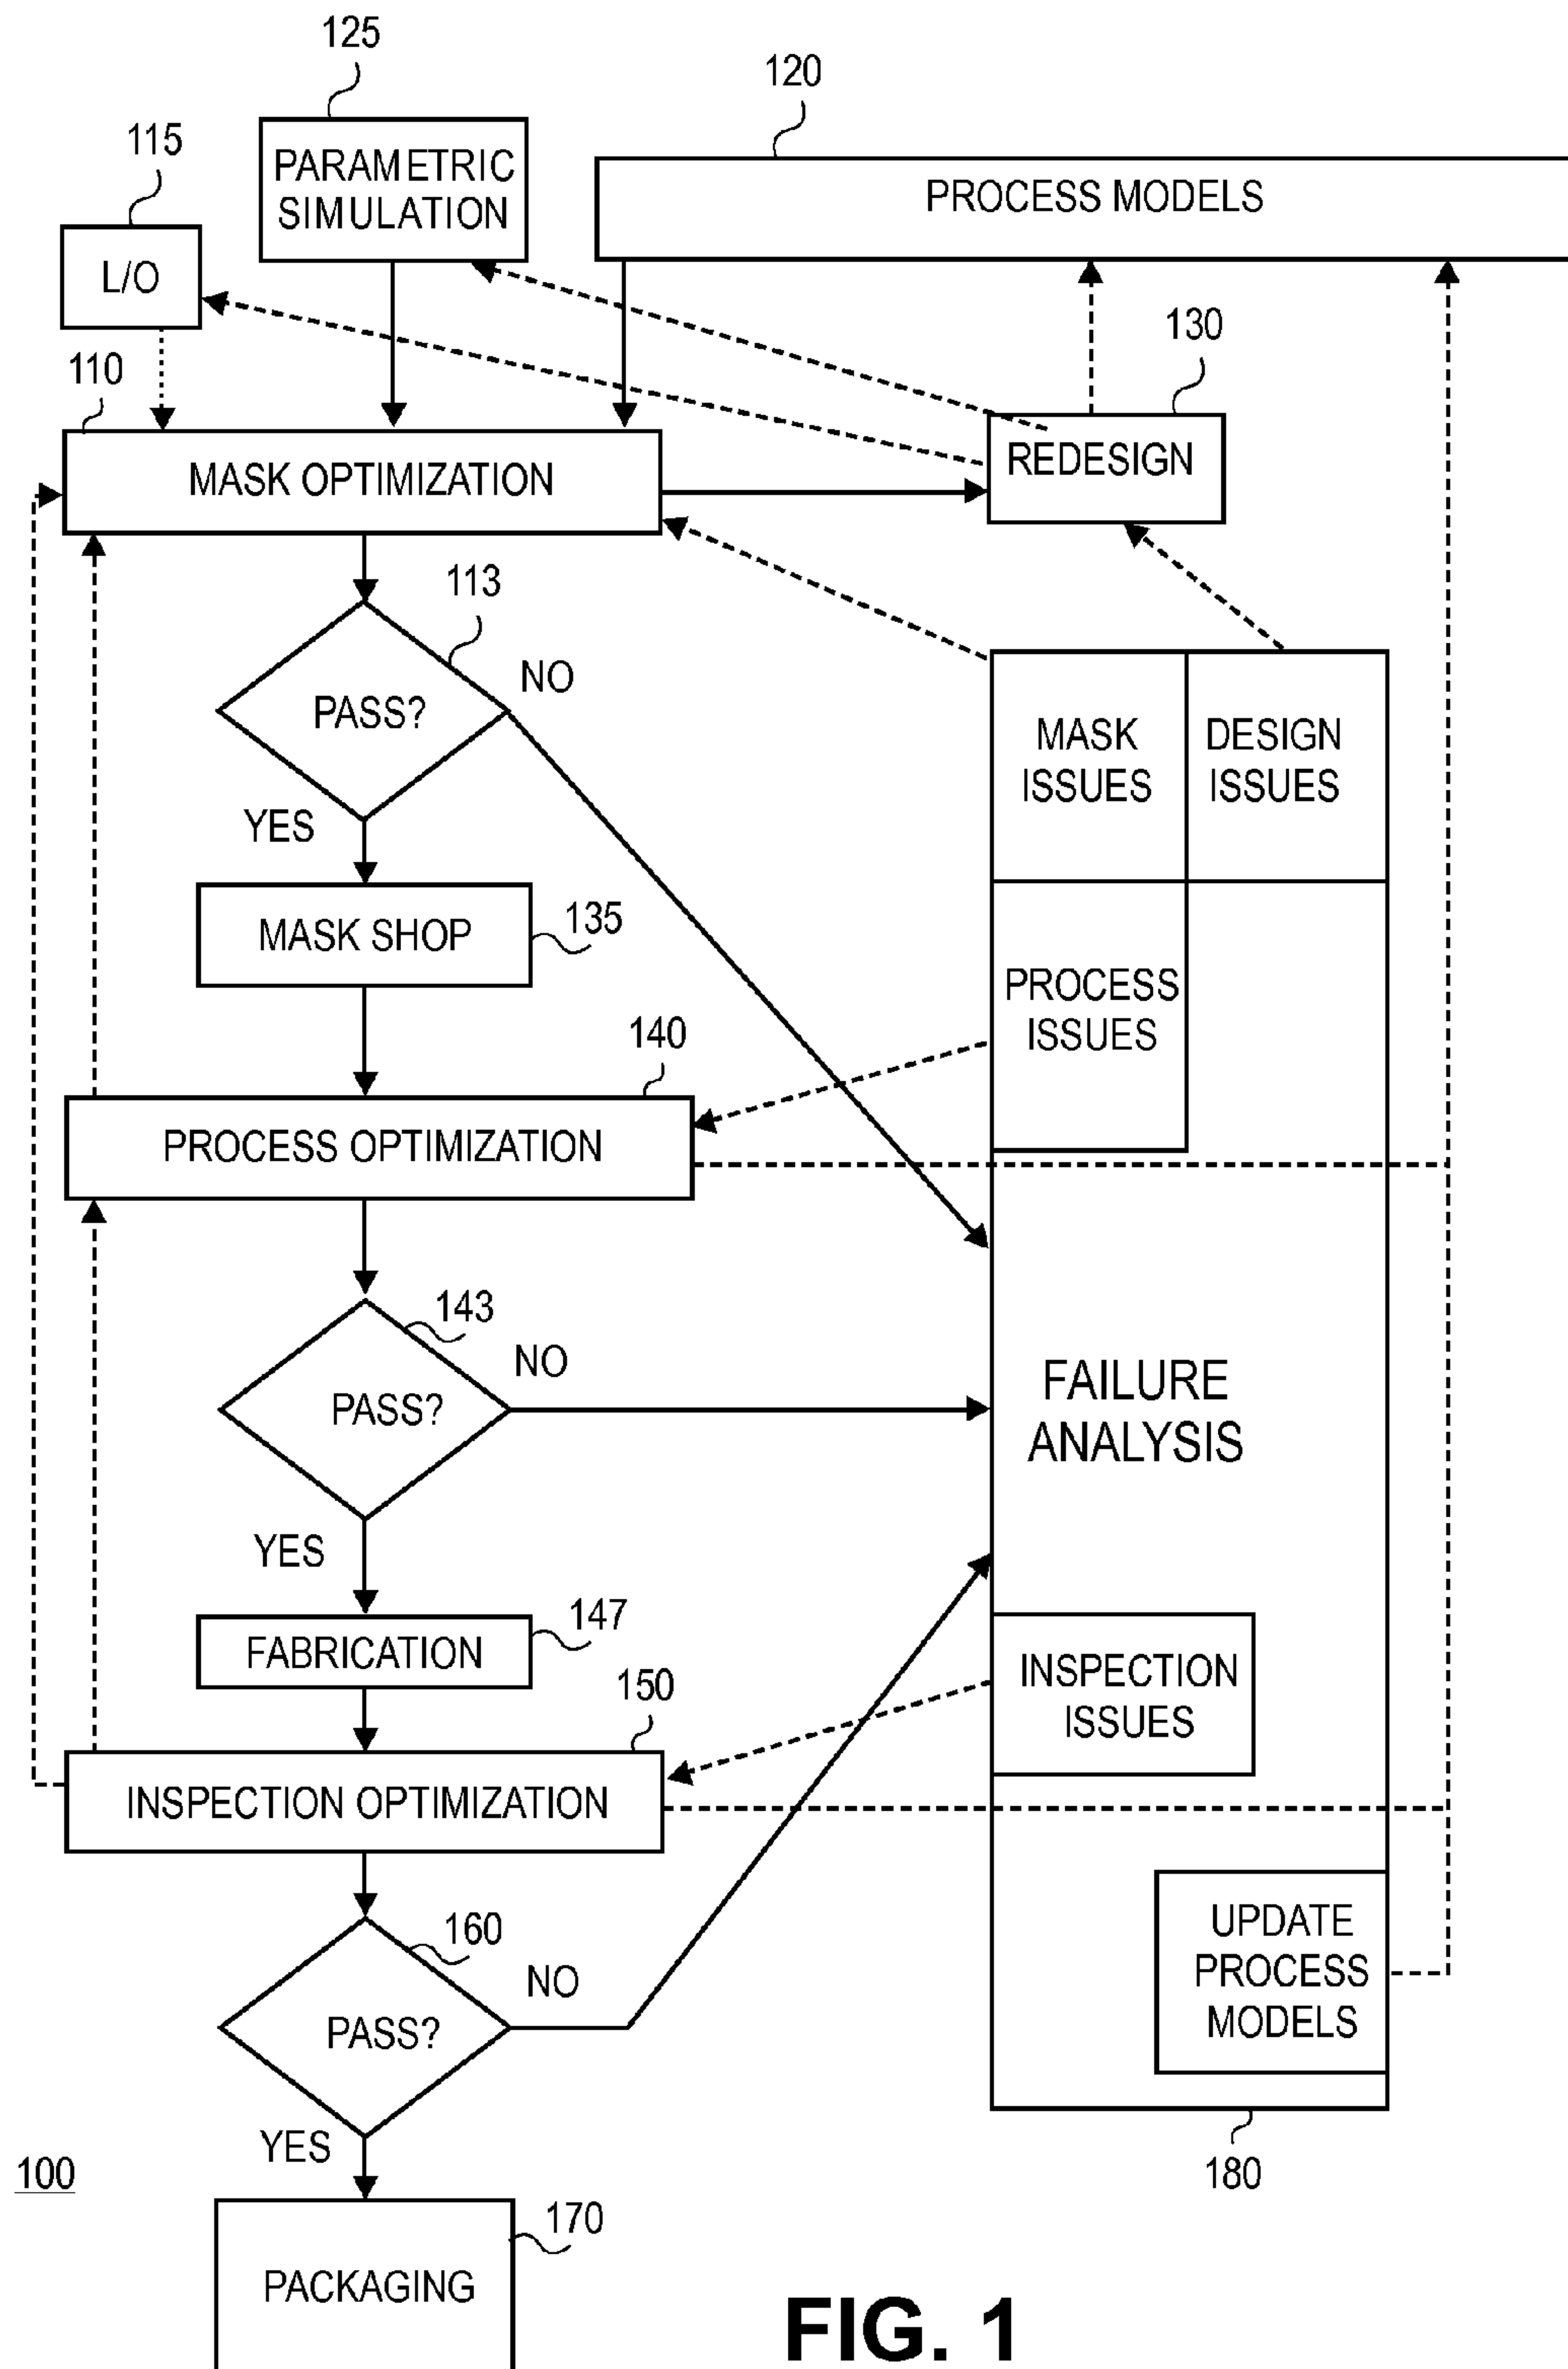 125
120
115
PARAMETRIC
SIMULATION
PROCESS MODELS
L/O
130
110
REDESIGN
MASK OPTIMIZATION
113
NO
PASS?
MASK
ISSUES
DESIGN
ISSUES
YES
MASK SHOP
135
PROCESS
ISSUES
140
PROCESS OPTIMIZATION
143
NO
PASS?
FAILURE
ANALYSIS
YES
147
FABRICATION
150
INSPECTION
ISSUES
INSPECTION OPTIMIZATION
160
NO
UPDATE
PROCESS
MODELS
PASS?
YES
100
180
170
PACKAGING
FIG. 1